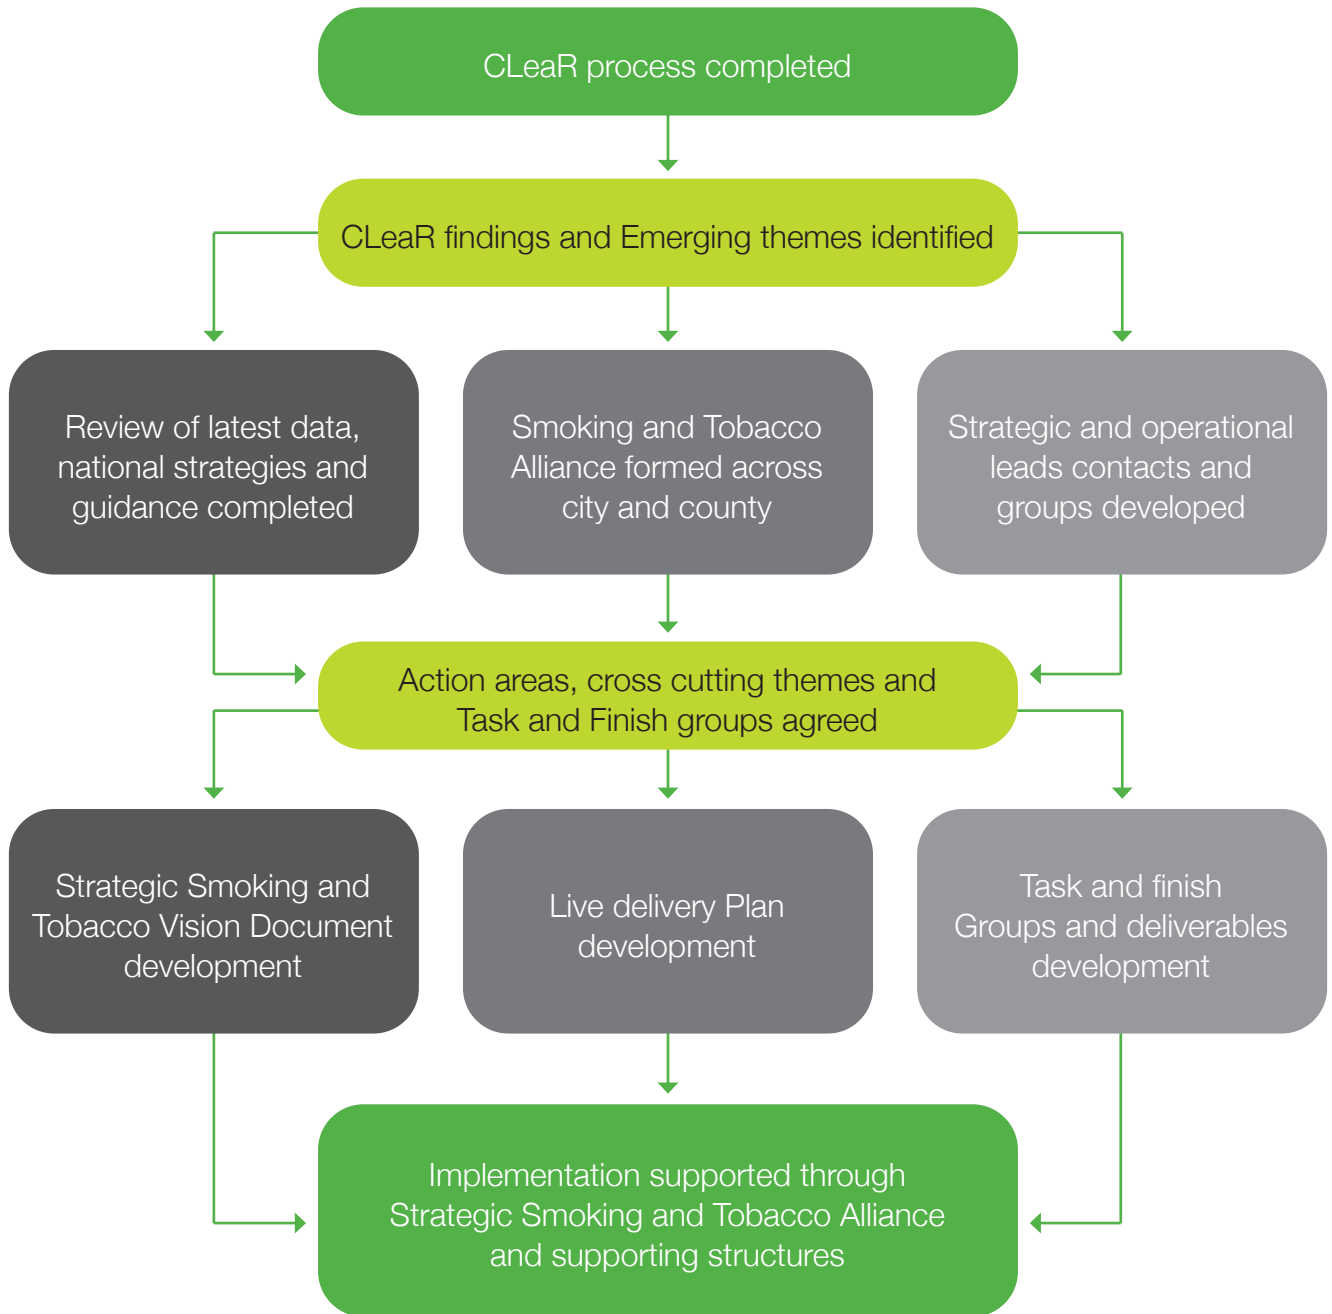 CLeaR process completed
CLeaR findings and Emerging themes identified
Review of latest data,
national strategies and
guidance completed
Smoking and Tobacco
Alliance formed across
city and county
Strategic and operational
leads contacts and
groups developed
Action areas, cross cutting themes and
Task and Finish groups agreed
Strategic Smoking and
Tobacco Vision Document
development
Live delivery Plan
development
Task and finish
Groups and deliverables
development
Implementation supported through
Strategic Smoking and Tobacco Alliance
and supporting structures